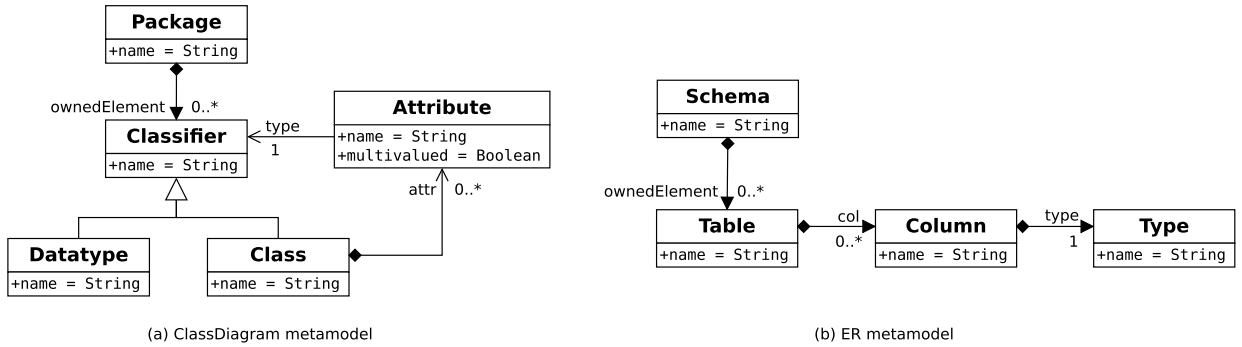 Package
+name = String
ownedElement 0..*
Classifier
+name = String
type
1
Attribute
+name = String
+multivalued = Boolean
attr 0..*
Datatype
+name = String
Class
+name = String
(a) ClassDiagram metamodel
Schema
+name = String
ownedElement 0..*
Table
+name = String
col
0..*
Column
+name = String
type
1
Type
+name = String
(b) ER metamodel